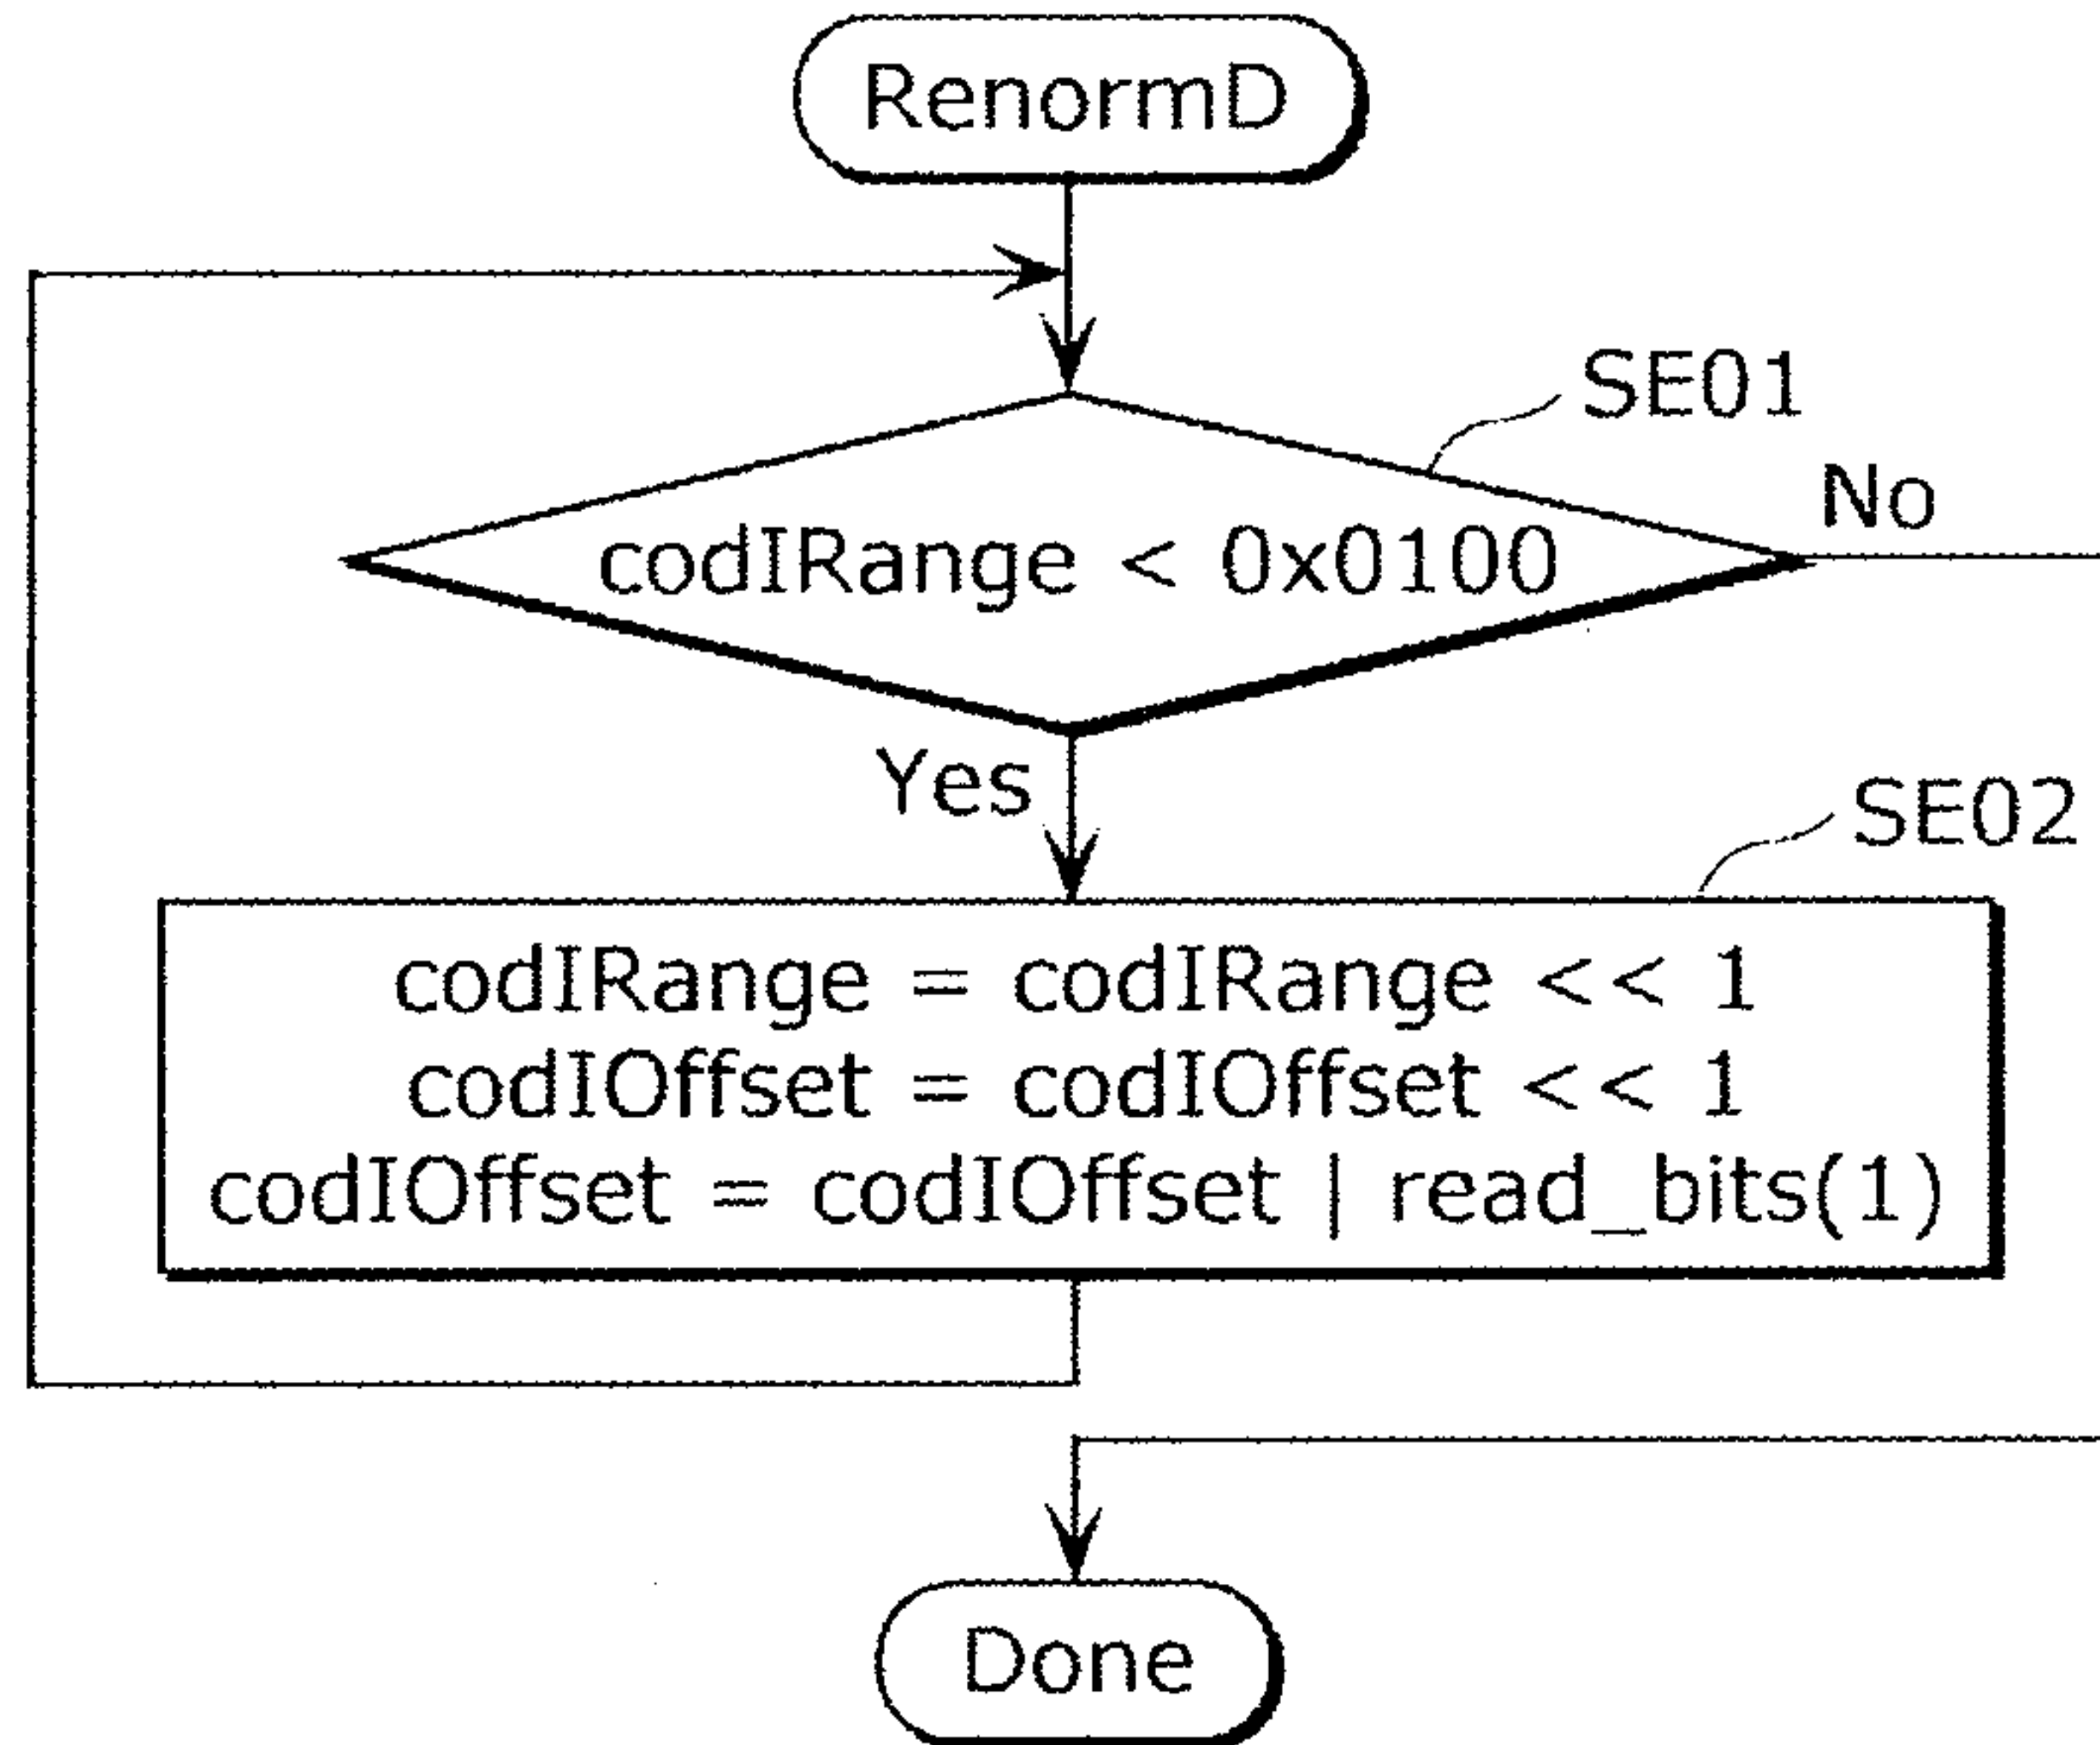 RenormD
SE01
No
codIRange < 0x0100
Yes
SE02
codIRange = codIRange << 1
codIOffset = codIOffset << 1
codIOffset = codIOffset | read_bits(1)
Done